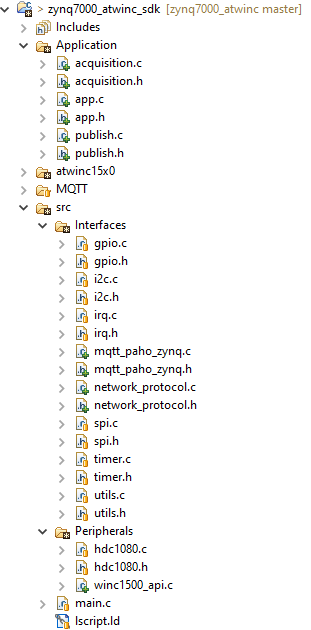 zynq7000_atwinc_sdk [zynq7000_atwinc master]
Includes
Application
acquisition.c
acquisition.h
app.c
app.h
publish.c
publish.h
atwinc15x0
MQTT
src
Interfaces
gpio.c
gpio.h
i2c.c
i2c.h
irq.c
irq.h
mqtt_paho_zynq.c
mqtt_paho_zynq.h
network_protocol.c
network_protocol.h
spi.c
spi.h
timer.c
timer.h
utils.c
utils.h
Peripherals
hdc1080.c
hdc1080.h
winc1500_api.c
main.c
lscript.ld